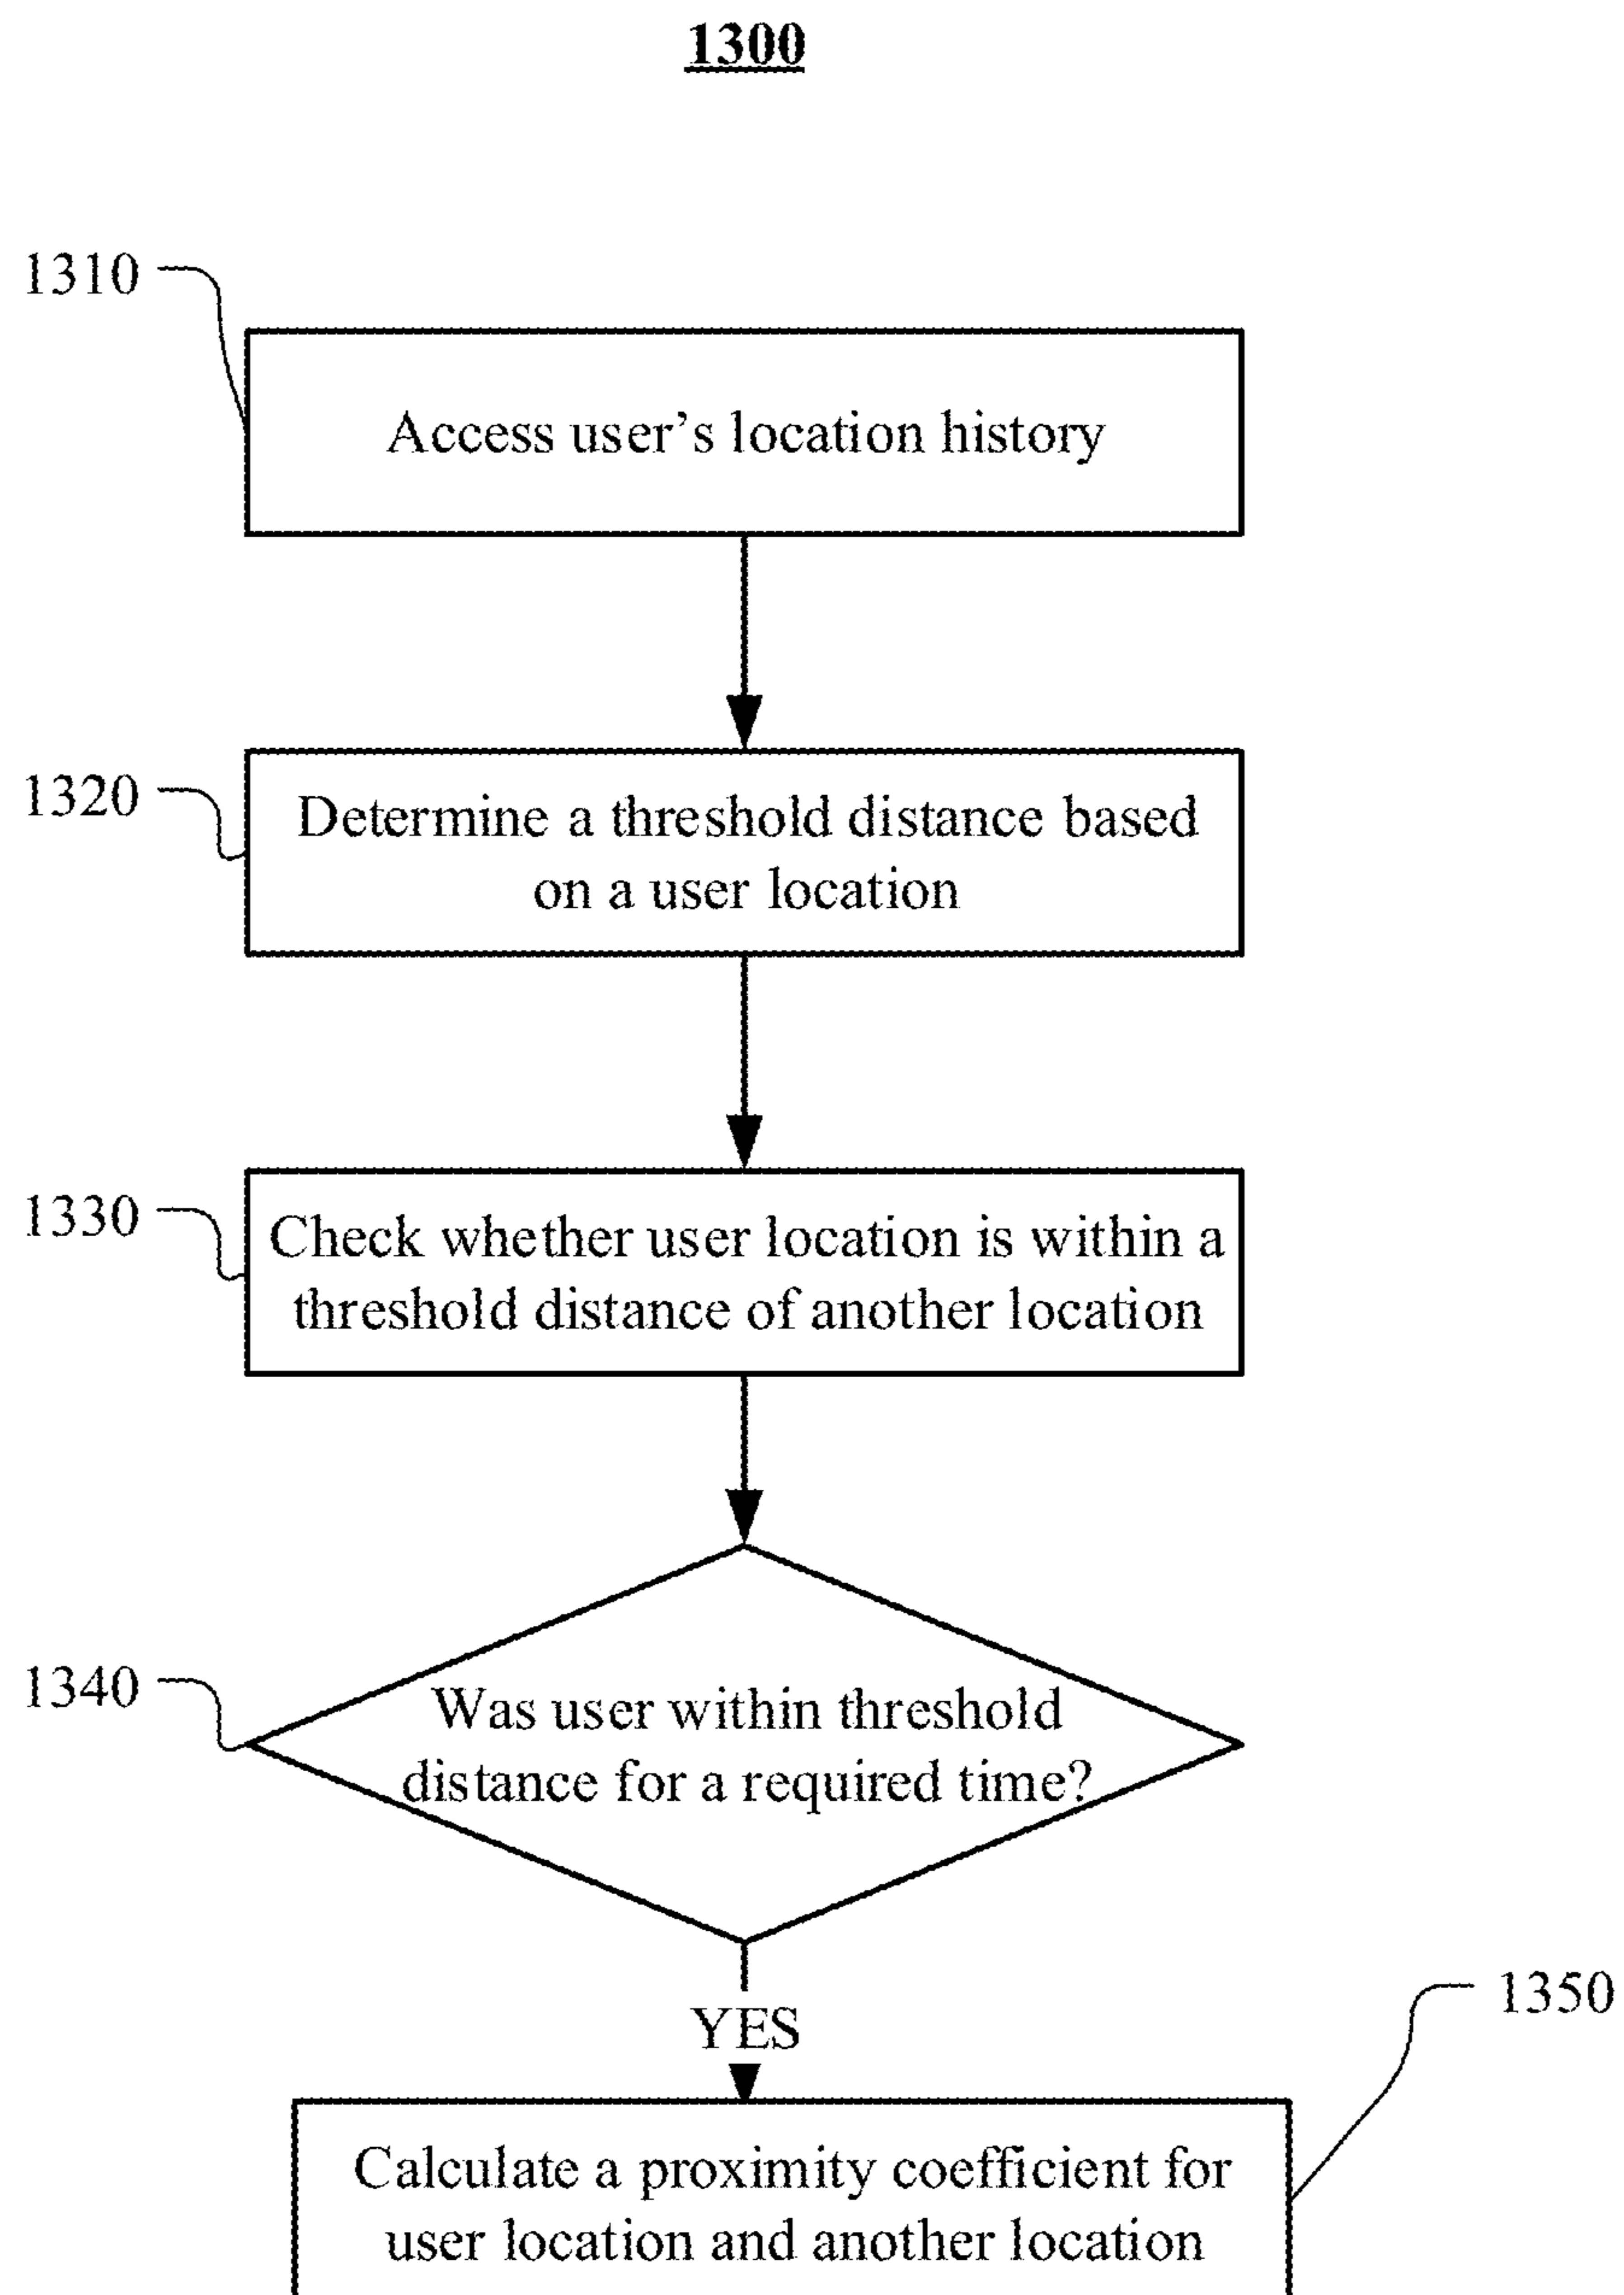 1300
1310
Access user’s location history
1320
Determine a threshold distance based
on a user location
1330
Check whether user location is within a
threshold distance of another location
1340
Was user within threshold
distance for a required time?
YES
1350
Calculate a proximity coefficient for
user location and another location